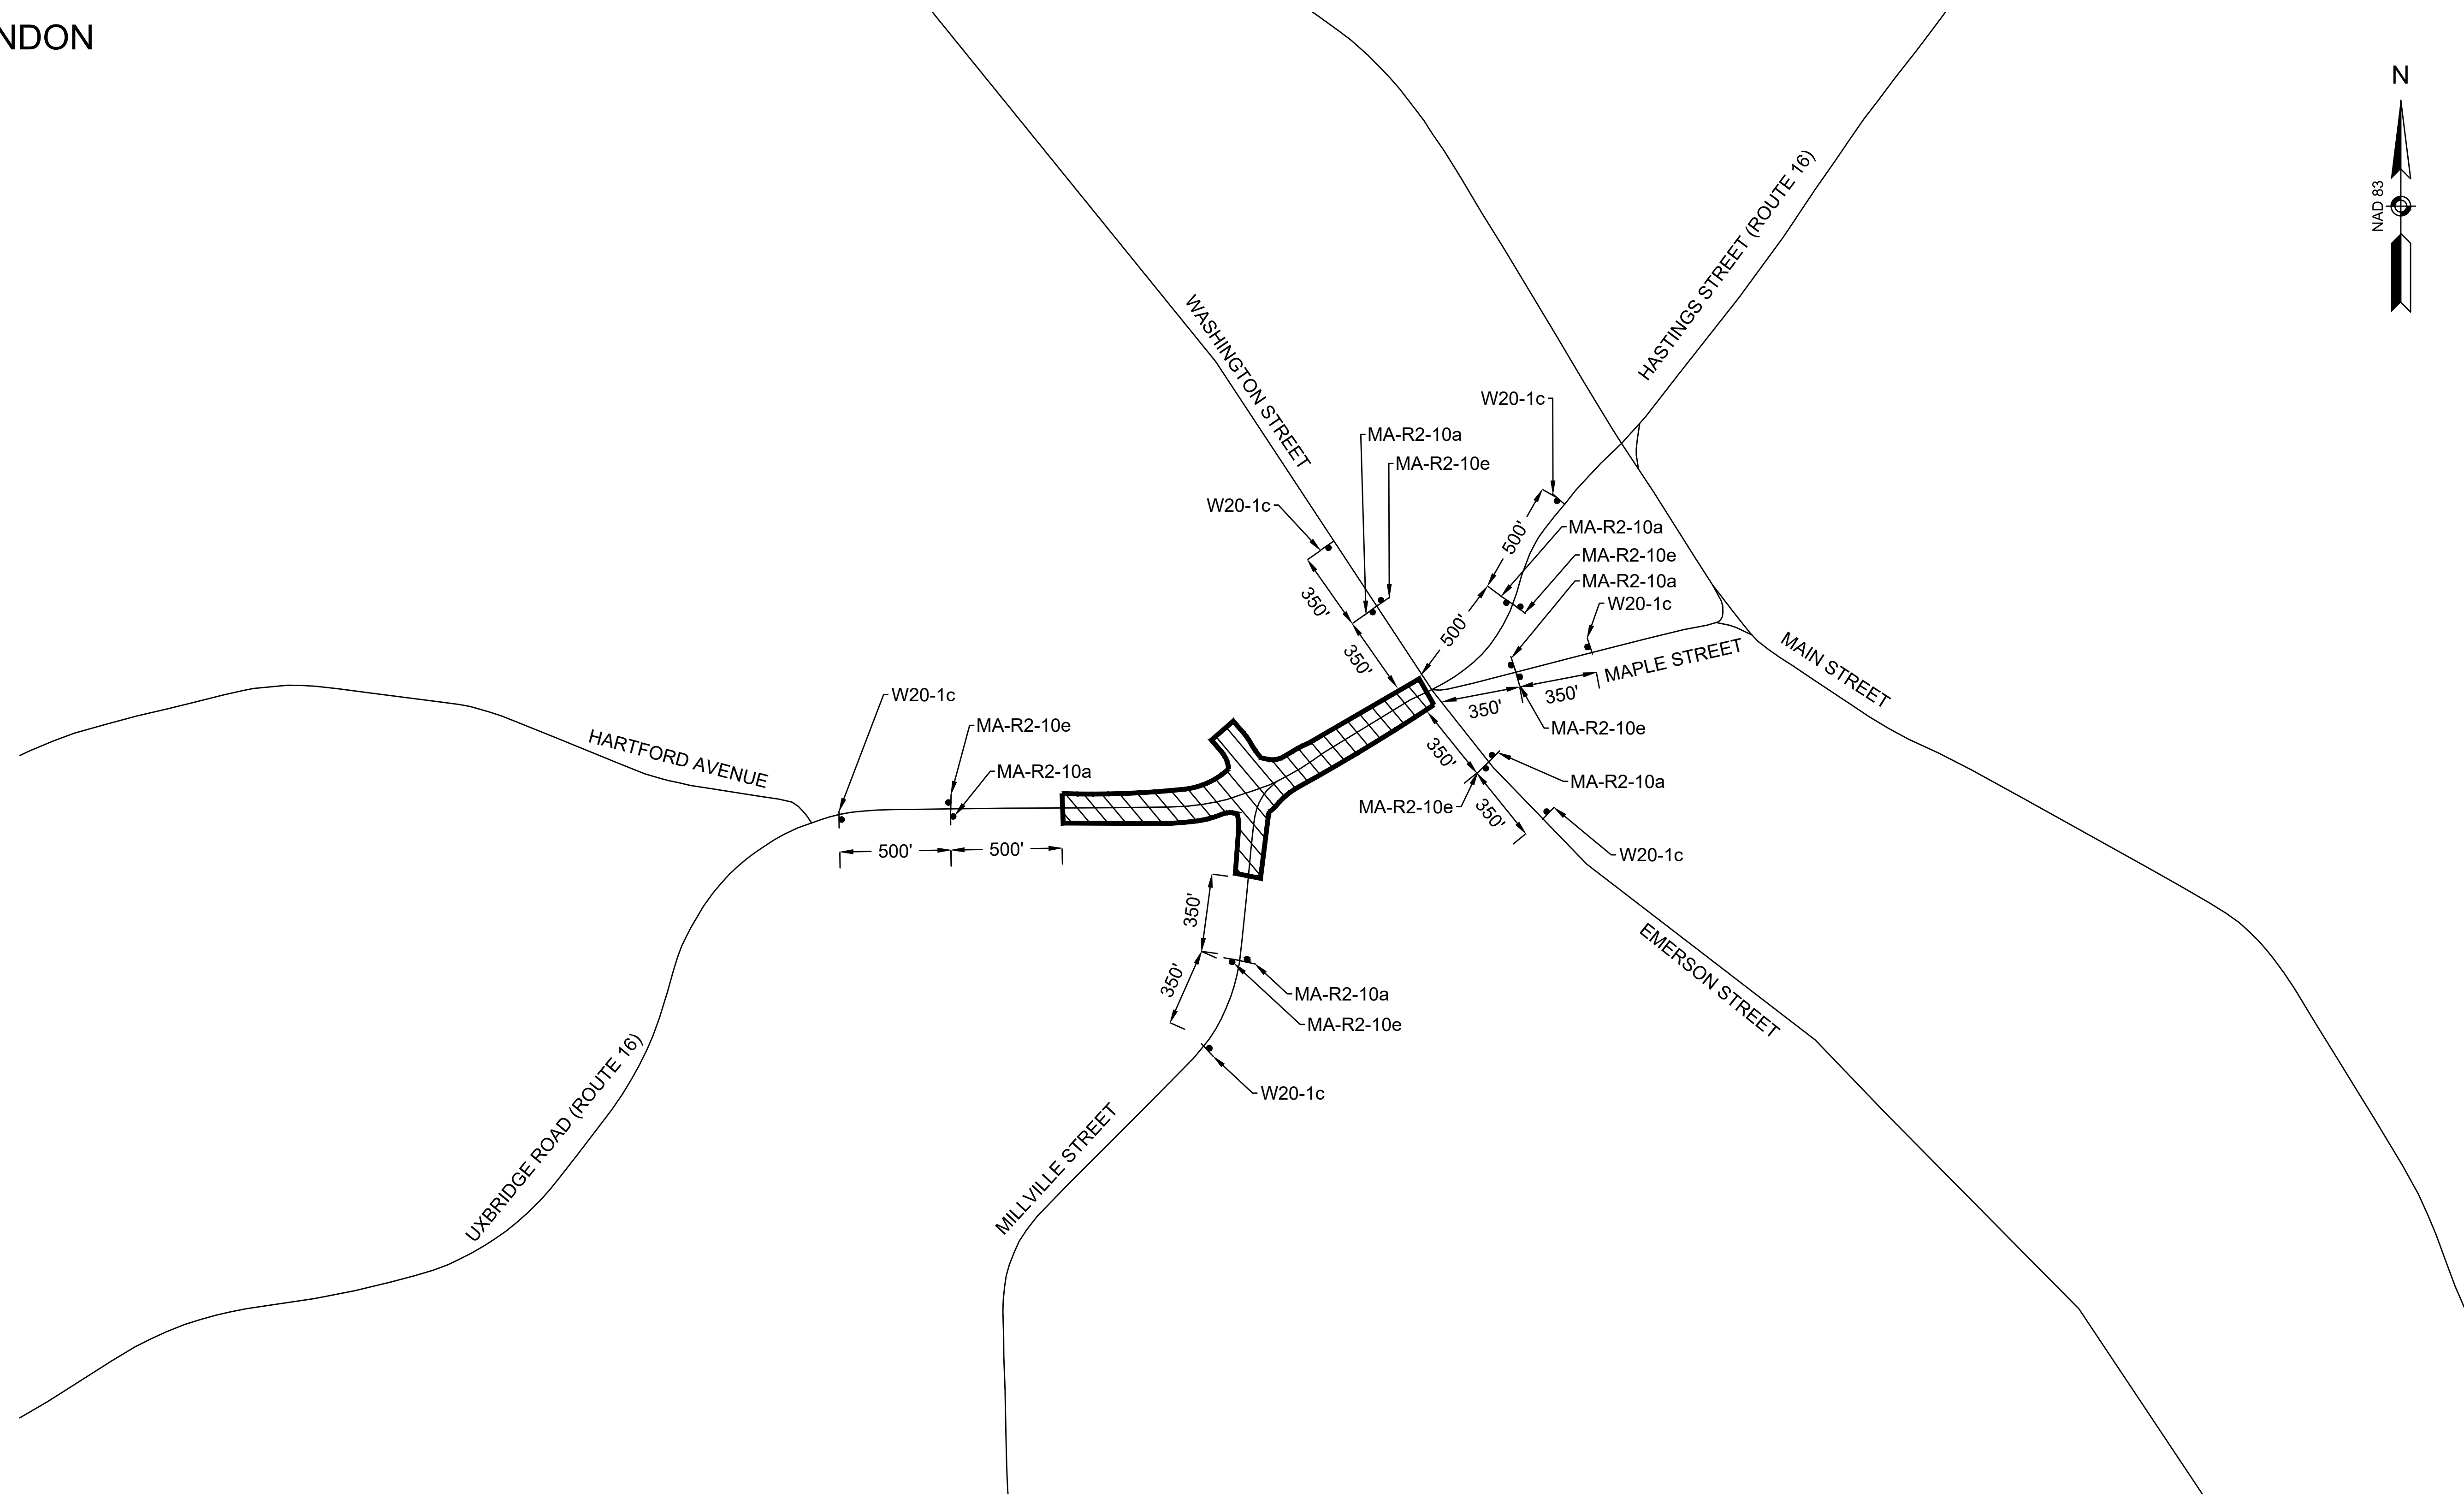 NDON
N
NAD 83
HASTINGS STREET (ROUTE 16)
WASHINGTON STREET
W20-1c
MA-R2-10a
MA-R2-10e
W20-1c
500'
MA-R2-10a
MA-R2-10e
MA-R2-10a
W20-1c
350'
500'
350'
MAIN STREET
MAPLE STREET
350'
350'
MA-R2-10e
W20-1c
MA-R2-10e
MA-R2-10a
HARTFORD AVENUE
350'
MA-R2-10a
MA-R2-10e
350'
W20-1c
500'
500'
350'
EMERSON STREET
350'
MA-R2-10a
MA-R2-10e
W20-1c
UXBRIDGE ROAD (ROUTE 16)
MILLVILLE STREET